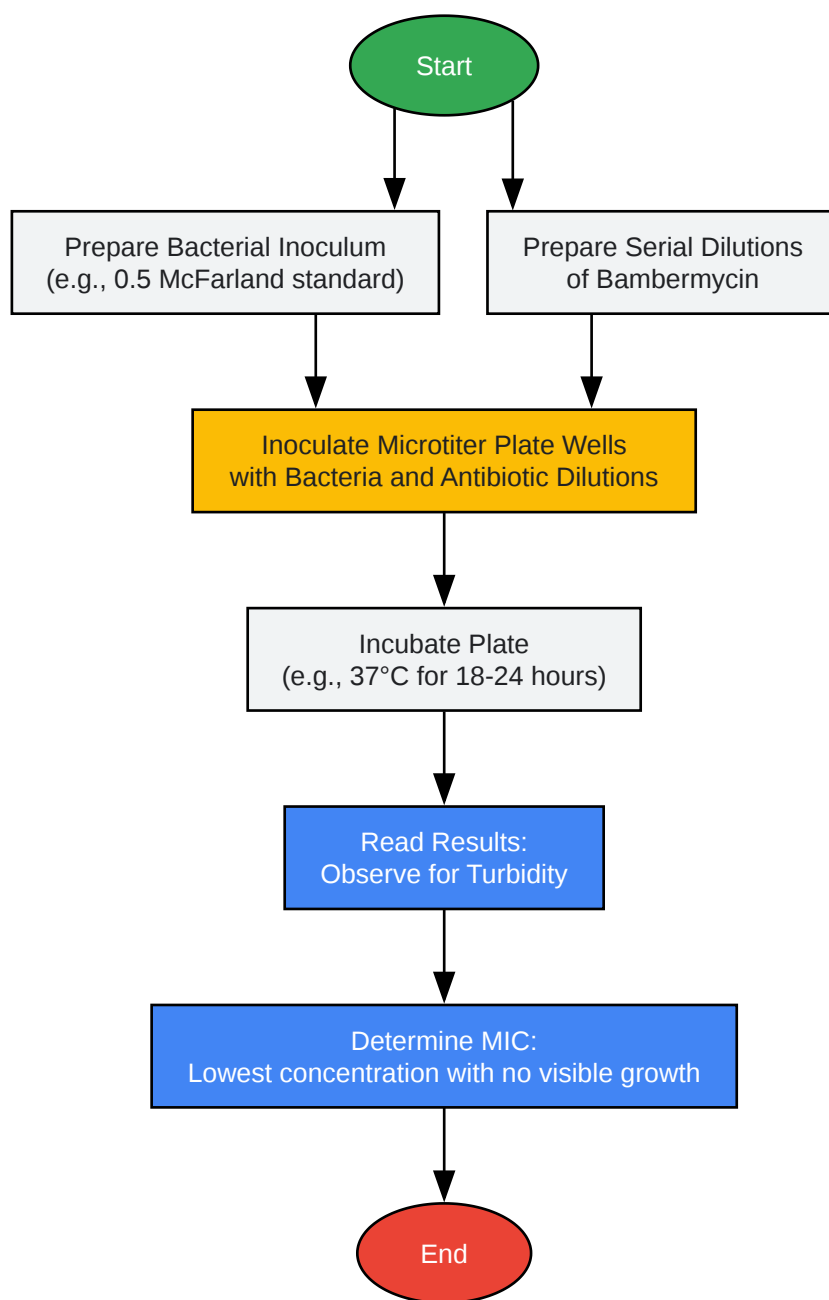 Start
Prepare Bacterial Inoculum
(e.g., 0.5 McFarland standard)
Prepare Serial Dilutions
of Bambermycin
Inoculate Microtiter Plate Wells
with Bacteria and Antibiotic Dilutions
Incubate Plate
(e.g., 37°C for 18-24 hours)
Read Results:
Observe for Turbidity
Determine MIC:
Lowest concentration with no visible growth
End